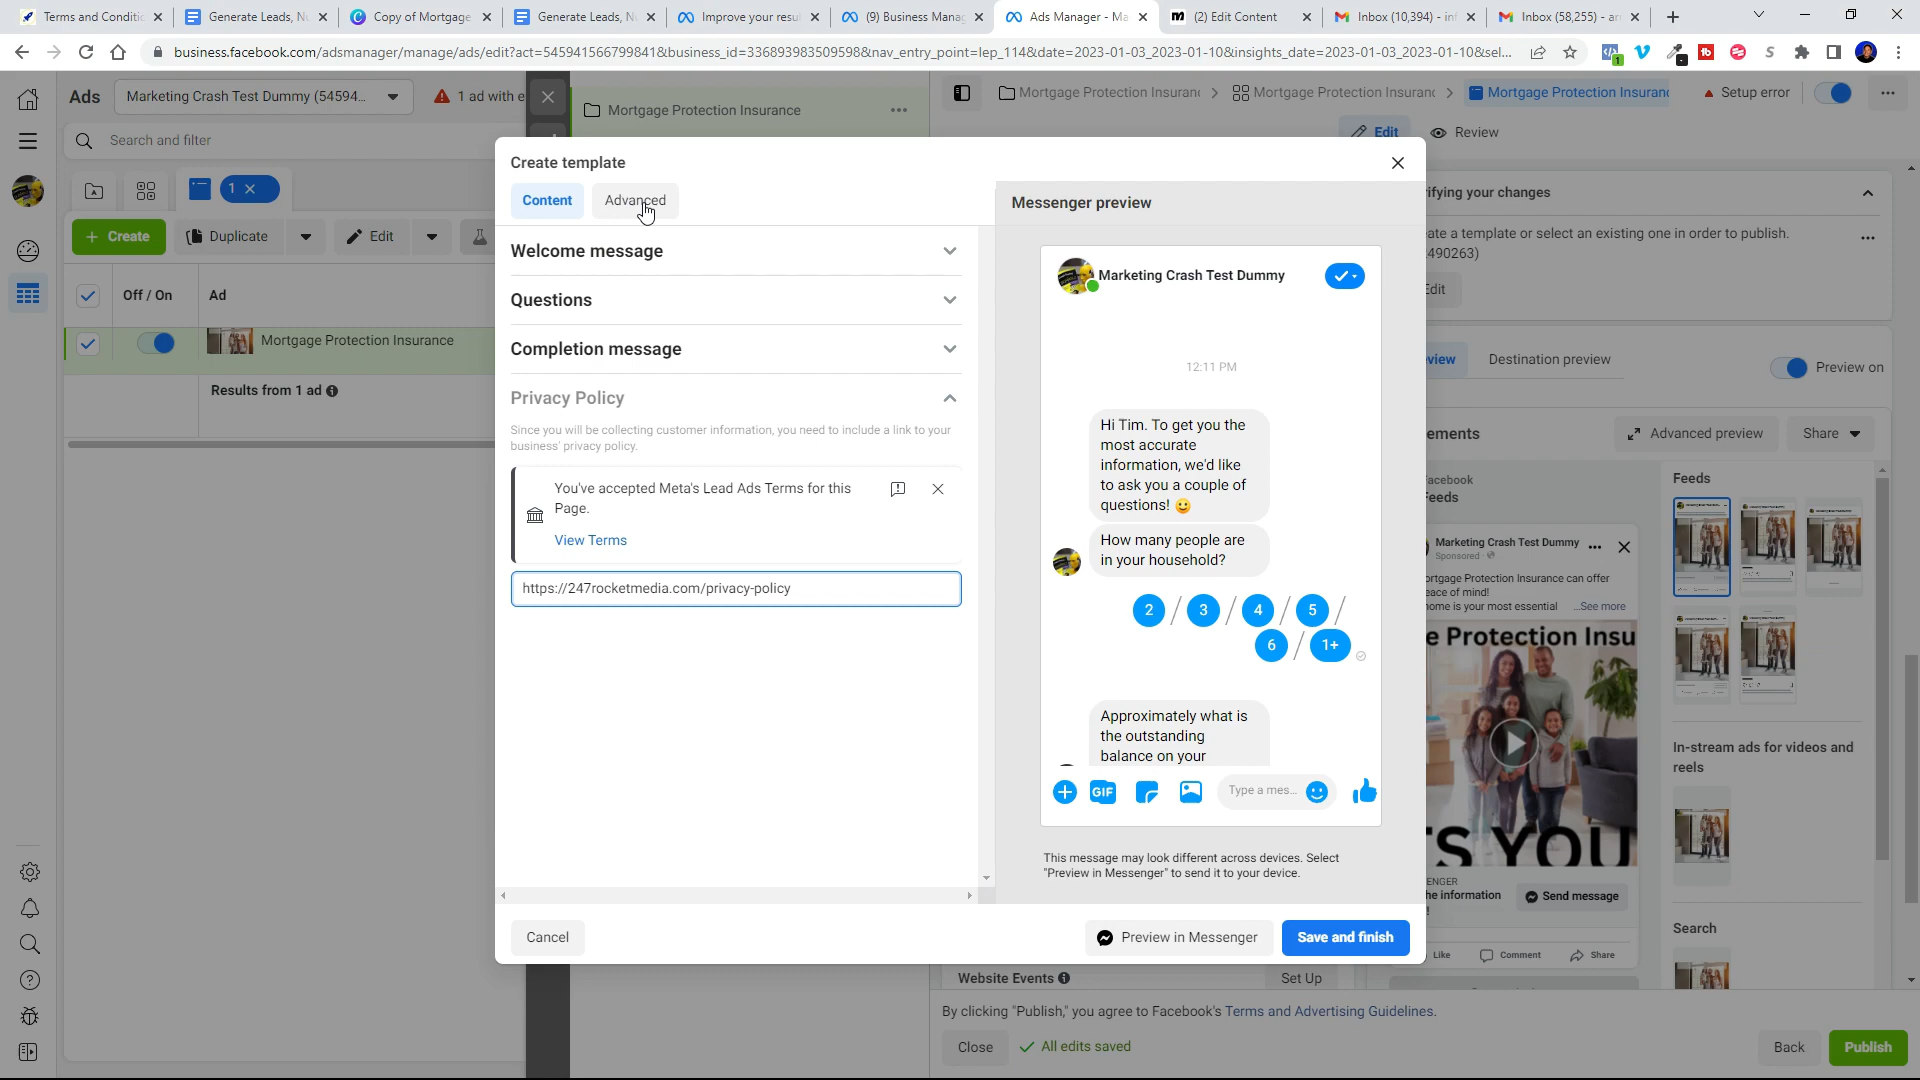 Terms and Conditic
Generate Leads, N
Copy of Mortgage
Generate Leads, N
Improve your resu
(9) Business Mana
Ads Manager - Ma
(2) Edit Content
Inbox (10,394) - in
Inbox (58,255) - a
business.facebook.com/adsmanager/manage/ads/edit?act=545941566799841&business_id=3368939835095988&nav_entry_point=lep_114&date=2023-01-03_2023-01-10&insights_date=2023-01-03_2023-01-10&sel...
Ads
Marketing Crash Test Dummy (54594...
1 ad with e
Search and filter
1
Create
Duplicate
Edit
Off / On
Ad
Mortgage Protection Insurance
Results from 1 ad
Mortgage Protection Insurance
Mortgage Protection Insuranc
Mortgage Protection Insuranc
Mortgage Protection Insuranc
Setup error
Edit
Review
Create template
Content
Advanced
Welcome message
Questions
Completion message
Privacy Policy
Since you will be collecting customer information, you need to include a link to your
business' privacy policy.
You've accepted Meta's Lead Ads Terms for this
Page.
View Terms
https://247rocketmedia.com/privacy-policy
Cancel
Messenger preview
Marketing Crash Test Dummy
12:11 PM
Hi Tim. To get you the
most accurate
information, we'd like
to ask you a couple of
questions!
How many people are
in your household?
2 / 3 / 4 / 5 /
6 / 1+
Approximately what is
the outstanding
balance on your
GIF
Type a mes...
This message may look different across devices. Select
"Preview in Messenger" to send it to your device.
Preview in Messenger
Save and finish
rifying your changes
ate a template or select an existing one in order to publish.
490263)
Edit
view
Destination preview
Preview on
ements
Advanced preview
Share
acebook
eeds
Marketing Crash Test Dummy
Sponsored
ortgage Protection Insurance can offer
eace of mind!
ome is your most essential ...See more
e Protection Insu
S YOU
ENGER
he information
!
Send message
Like
Comment
Share
Feeds
In-stream ads for videos and
reels
Search
Website Events
Set Up
By clicking "Publish," you agree to Facebook's Terms and Advertising Guidelines.
Close
All edits saved
Back
Publish